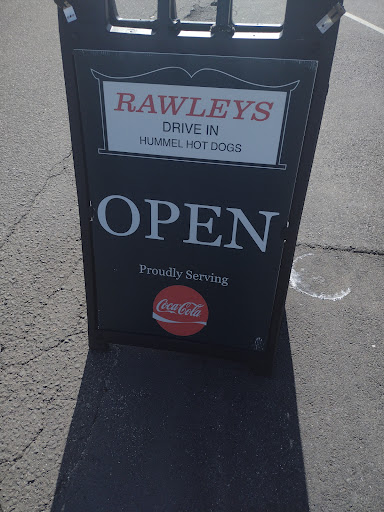 RAWLEYS
DRIVE IN
HUMMEL HOT DOGS
OPEN
Proudly Serving
Coca-Cola